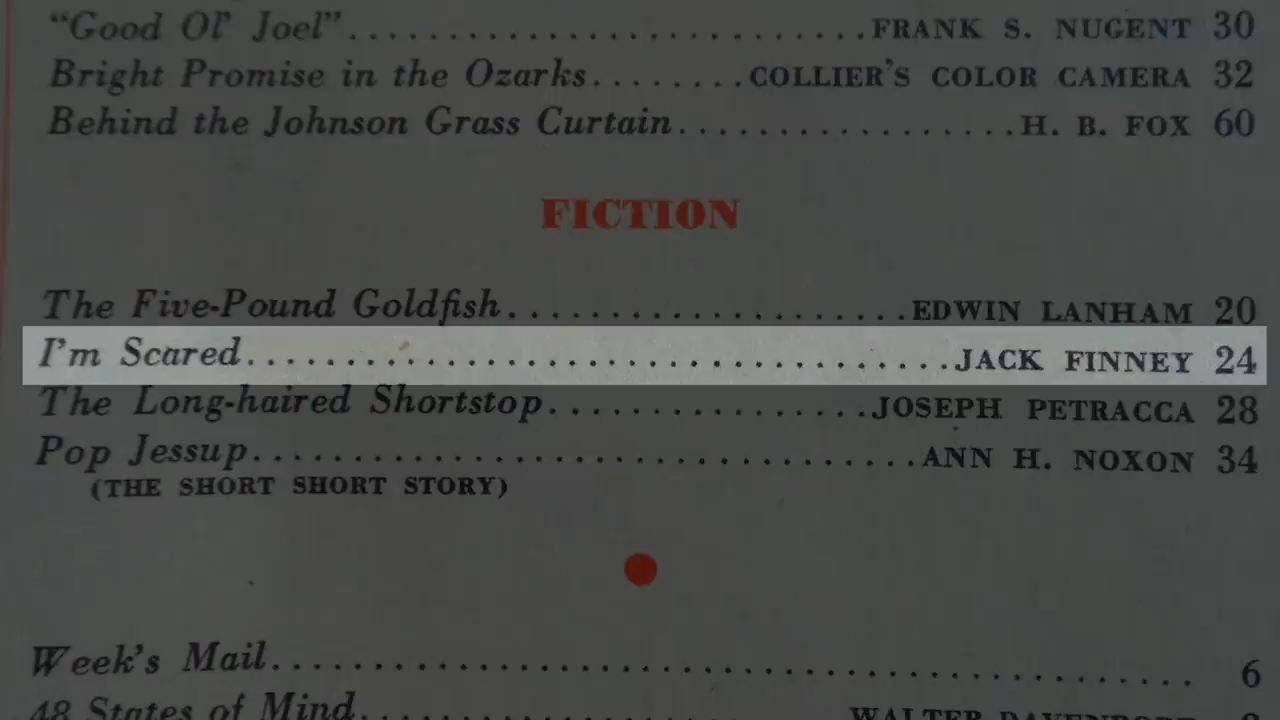 "Good Ol' Joel"........................FRANK S. NUGENT 30
Bright Promise in the Ozarks........COLLIER'S COLOR CAMERA 32
Behind the Johnson Grass Curtain.................H. B. FOX 60
FICTION
The Five-Pound Goldfish....................EDWIN LANHAM 20
I'm Scared...................................JACK FINNEY 24
The Long-haired Shortstop................JOSEPH PETRACCA 28
Pop Jessup.................................ANN H. NOXON 34
(THE SHORT SHORT STORY)
Week's Mail.............................................. 6
48 States of Mind.........................WALTER